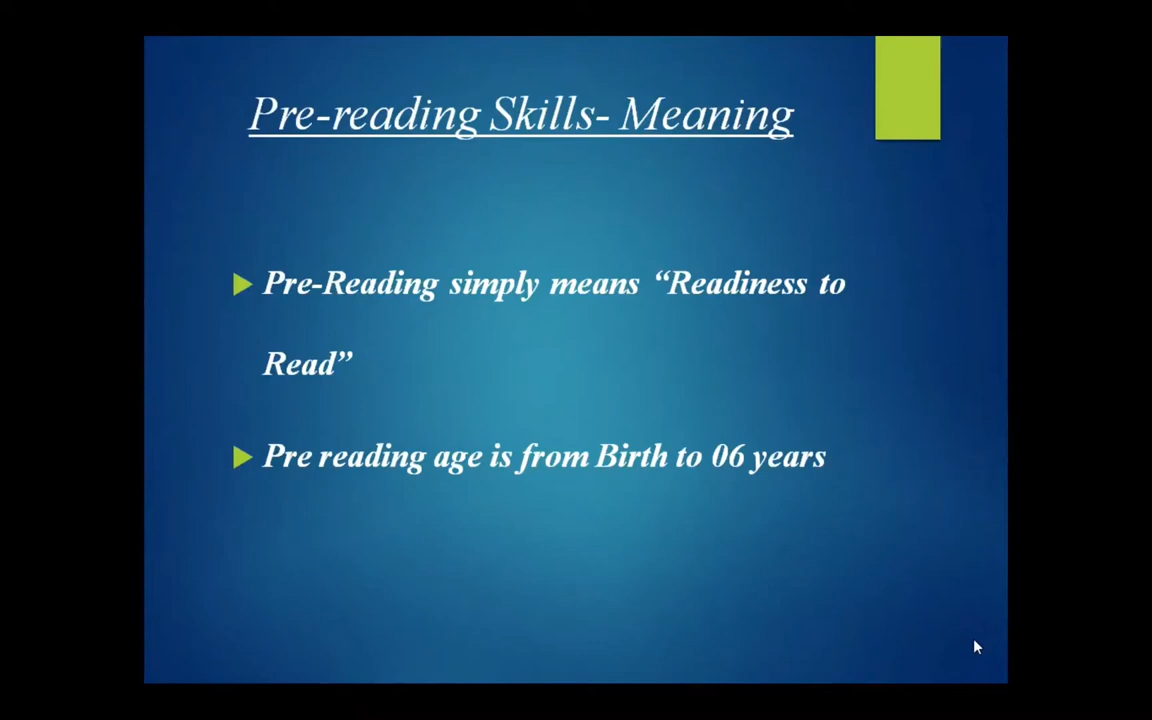 Pre-reading Skills- Meaning
Pre-Reading simply means “Readiness to
Read”
Pre reading age is from Birth to 06 years